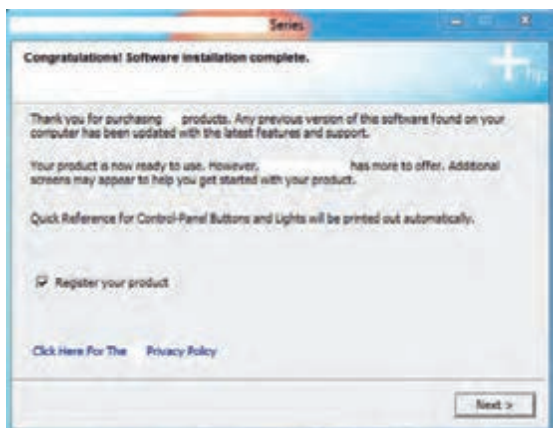 Series
Congratulations! Software installation complete.
hp
Thank you for purchasing products. Any previous version of this software found on your
computer has been updated with the latest features and support.
Your product is now ready to use. However, has more to offer. Additional
screens may appear to help you get started with your product.
Quick Reference for Control-Panel Buttons and Lights will be printed out automatically.
Register your product
Click Here For The Privacy Policy
Next >